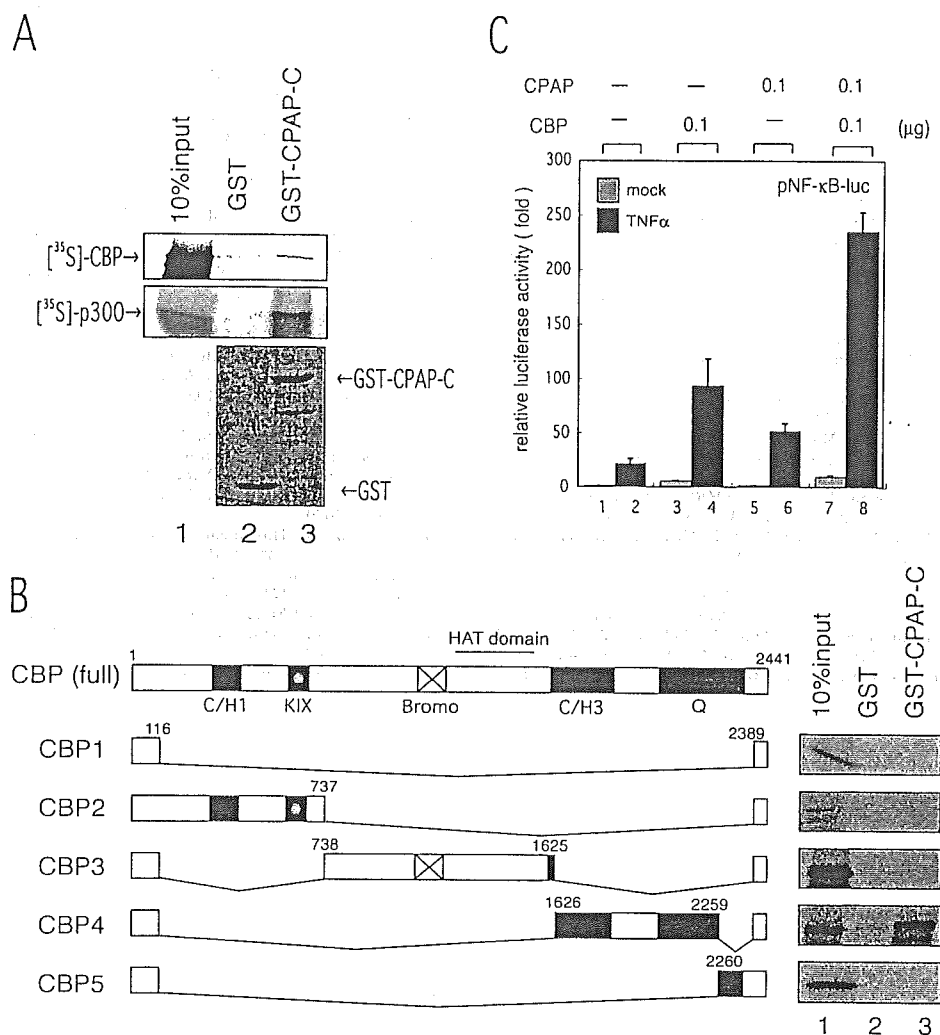 A
10%input
GST
GST-CPAP-C
[³⁵S]-CBP→
[³⁵S]-p300→
←GST-CPAP-C
←GST
1 2 3
C
CPAP — — 0.1 0.1
CBP — 0.1 — 0.1 (μg)
relative luciferase activity ( fold )
300
250
200
150
100
50
0
mock
TNFα
pNF-κB-luc
1 2 3 4 5 6 7 8
B
HAT domain
1 2441
CBP (full)
C/H1 KIX Bromo C/H3 Q
CBP1 116 2389
CBP2 737
CBP3 738 1625
CBP4 1626 2259
CBP5 2260
10%input
GST
GST-CPAP-C
1 2 3